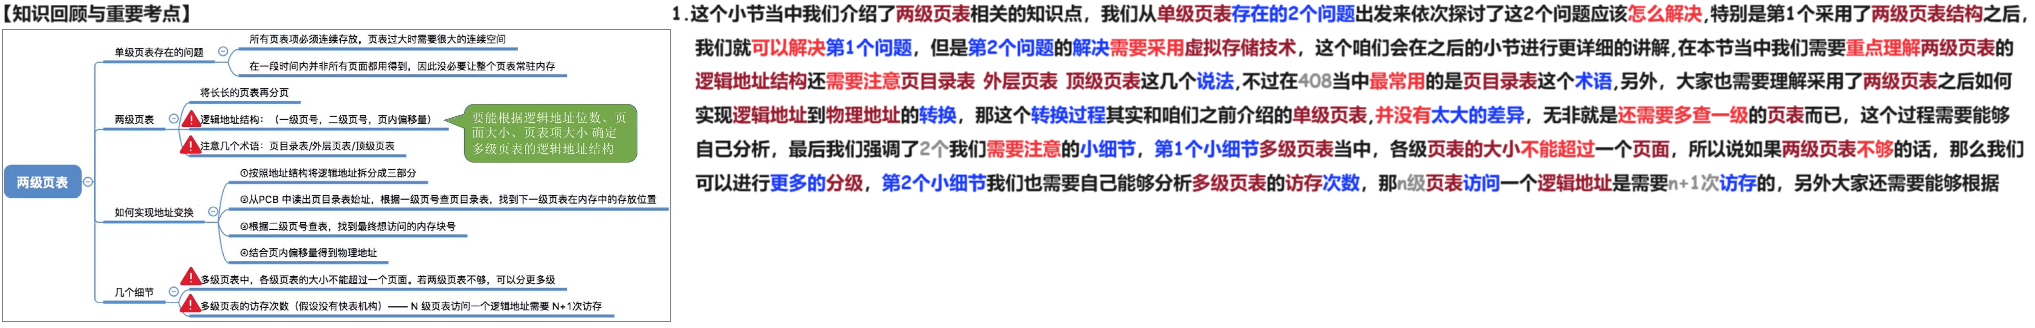 【知识回顾与重要考点】
单级页表存在的问题
所有页表项必须连续存放，页表过大时需要很大的连续空间
在一段时间内并非所有页面都用得到，因此没必要让整个页表常驻内存
两级页表
将长长的页表再分页
逻辑地址结构：（一级页号，二级页号，页内偏移量）
注意几个术语：页目录表/外层页表/顶级页表
要能根据逻辑地址位数、页
面大小、页表项大小 确定
多级页表的逻辑地址结构
两级页表
如何实现地址变换
①按照地址结构将逻辑地址拆分成三部分
②从PCB 中读出页目录表始址，根据一级页号查页目录表，找到下一级页表在内存中的存放位置
③根据二级页号查表，找到最终想访问的内存块号
④结合页内偏移量得到物理地址
几个细节
多级页表中，各级页表的大小不能超过一个页面。若两级页表不够，可以分更多级
多级页表的访存次数（假设没有快表机构）—— N 级页表访问一个逻辑地址需要 N+1次访存
1.这个小节当中我们介绍了两级页表相关的知识点，我们从单级页表存在的2个问题出发来依次探讨了这2个问题应该怎么解决,特别是第1个采用了两级页表结构之后，
我们就可以解决第1个问题，但是第2个问题的解决需要采用虚拟存储技术，这个咱们会在之后的小节进行更详细的讲解,在本节当中我们需要重点理解两级页表的
逻辑地址结构还需要注意页目录表 外层页表 顶级页表这几个说法,不过在408当中最常用的是页目录表这个术语,另外，大家也需要理解采用了两级页表之后如何
实现逻辑地址到物理地址的转换，那这个转换过程其实和咱们之前介绍的单级页表,并没有太大的差异，无非就是还需要多查一级的页表而已，这个过程需要能够
自己分析，最后我们强调了2个我们需要注意的小细节，第1个小细节多级页表当中，各级页表的大小不能超过一个页面，所以说如果两级页表不够的话，那么我们
可以进行更多的分级，第2个小细节我们也需要自己能够分析多级页表的访存次数，那n级页表访问一个逻辑地址是需要n+1次访存的，另外大家还需要能够根据